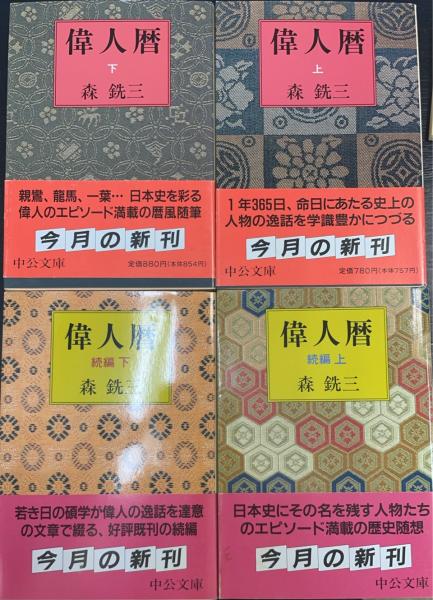 偉人暦
下
森 銑三
親鸞、龍馬、一葉… 日本史を彩る
偉人のエピソード満載の暦風随筆
今月の新刊
中公文庫
定価880円(本体854円)
偉人暦
上
森 銑三
1年365日、命日にあたる史上の
人物の逸話を学識豊かにつづる
今月の新刊
中公文庫
定価780円(本体757円)
偉人暦
続編 下
森 銑三
若き日の碩学が偉人の逸話を達意
の文章で綴る、好評既刊の続編
今月の新刊
中公文庫
偉人暦
続編 上
森 銑三
日本史にその名を残す人物たち
のエピソード満載の歴史随想
今月の新刊
中公文庫